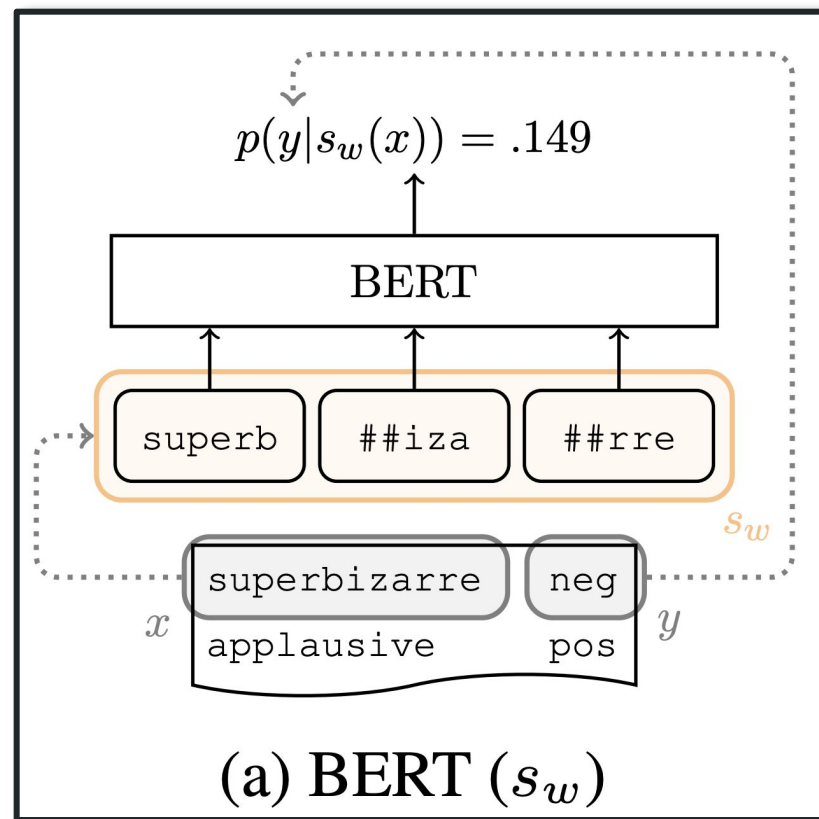 p(y|s_w(x)) = .149
BERT
superb ##iza ##rre
s_w
superbizarre neg
x y
applausive pos
(a) BERT (s_w)